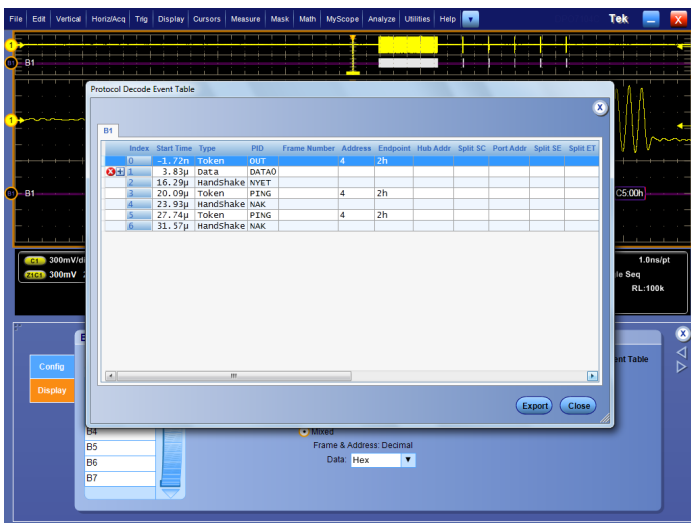 File Edit Vertical Horiz/Acq Trig Display Cursors Measure Mask Math MyScope Analyze Utilities Help Tek X
1
B1 B1
Protocol Decode Event Table
X
B1
Index Start Time Type PID Frame Number Address Endpoint Hub Addr Split SC Port Addr Split SE Split ET
0 -1.72n Token OUT 4 2h
1 3.83µ Data DATA0
2 16.29µ HandShake NYET
3 20.09µ Token PING 4 2h
4 23.93µ HandShake NAK
5 27.74µ Token PING 4 2h
6 31.57µ HandShake NAK
1
B1 B1
C5:00h
C1 300mV/di
Z1C1 300mV
1.0ns/pt
le Seq
RL:100k
X
ent Table
Config
Display
Export Close
B4
B5
B6
B7
Mixed
Frame & Address: Decimal
Data: Hex